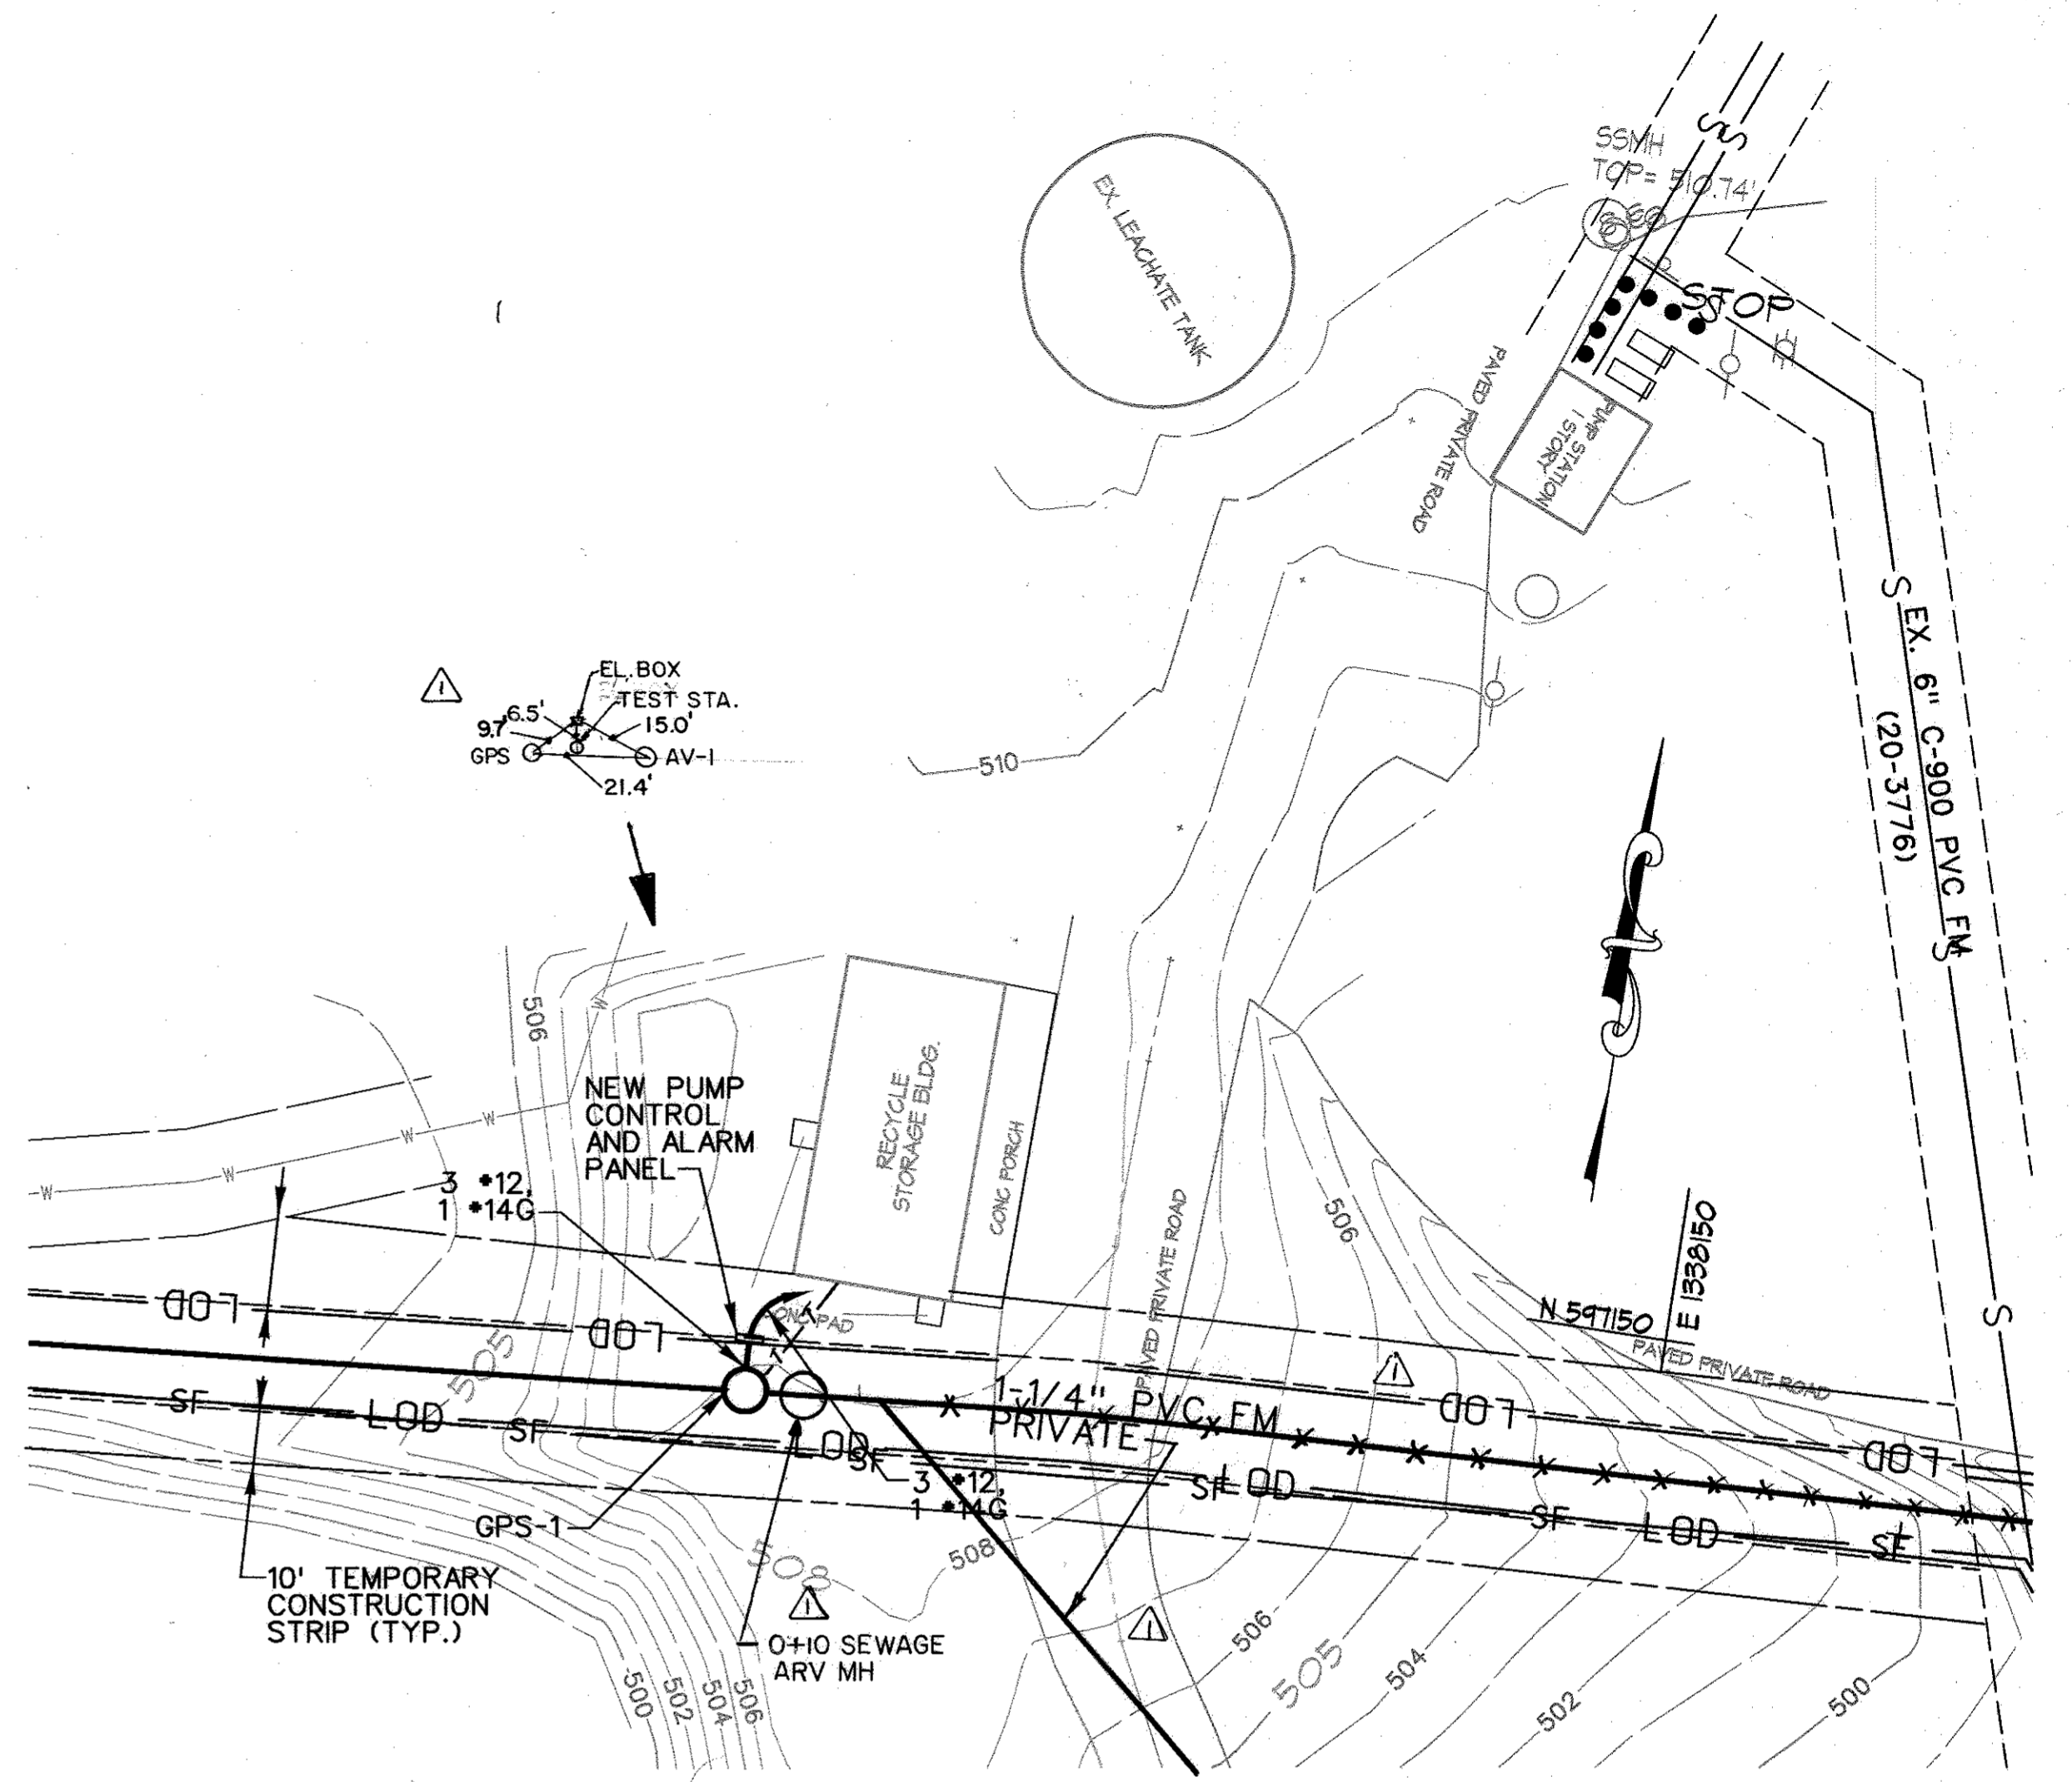 SSMH
TOP= 510.74'
S
S
EX. LEACHATE TANK
STOP
S
PAVED PRIVATE ROAD
PUMP STATION
1 STORY
S
EX. 6" C-900 PVC FM
(20-3776)
S
S
1
EL. BOX
TEST STA.
6.5'
9.7'
15.0'
GPS
AV-1
21.4'
510
506
W
W
W
W
W
NEW PUMP
CONTROL
AND ALARM
PANEL
3 #12,
1 #14G
RECYCLE
STORAGE BLDG.
CONC PORCH
PAVED PRIVATE ROAD
506
N 597150
E 1338150
PAVED PRIVATE ROAD
LOD
LOD
CONC PAD
505
1
1-1/4" PVC FM
PRIVATE
LOD
LOD
SF
LOD
SF
LOD
SF
3 #12,
1 #14G
SF
LOD
SF
LOD
SF
GPS-1
10' TEMPORARY
CONSTRUCTION
STRIP (TYP.)
508
508
1
0+10 SEWAGE
ARV MH
1
500
502
504
506
506
505
504
502
500